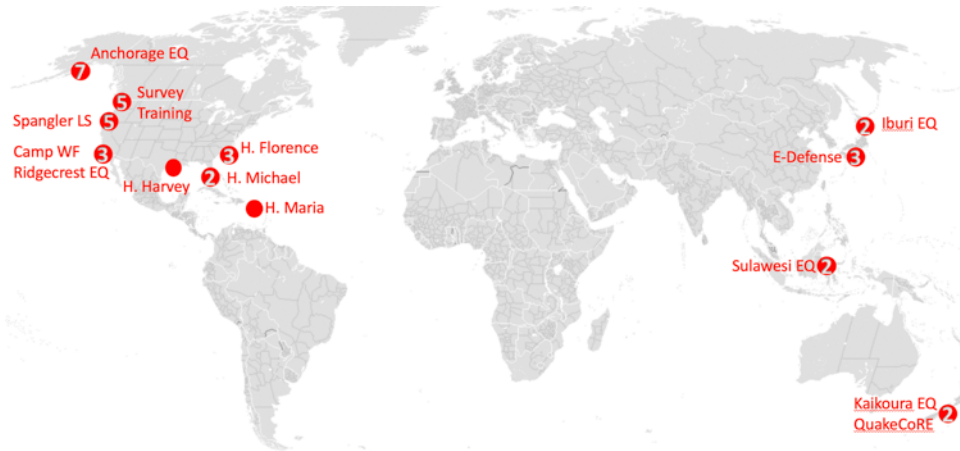 Anchorage EQ
7
5
Survey
Training
Spangler LS
5
Camp WF
3
Ridgecrest EQ
H. Harvey
3
H. Florence
2
H. Michael
H. Maria
2
Iburi EQ
E-Defense
3
Sulawesi EQ
2
Kaikoura EQ
2
QuakeCoRE